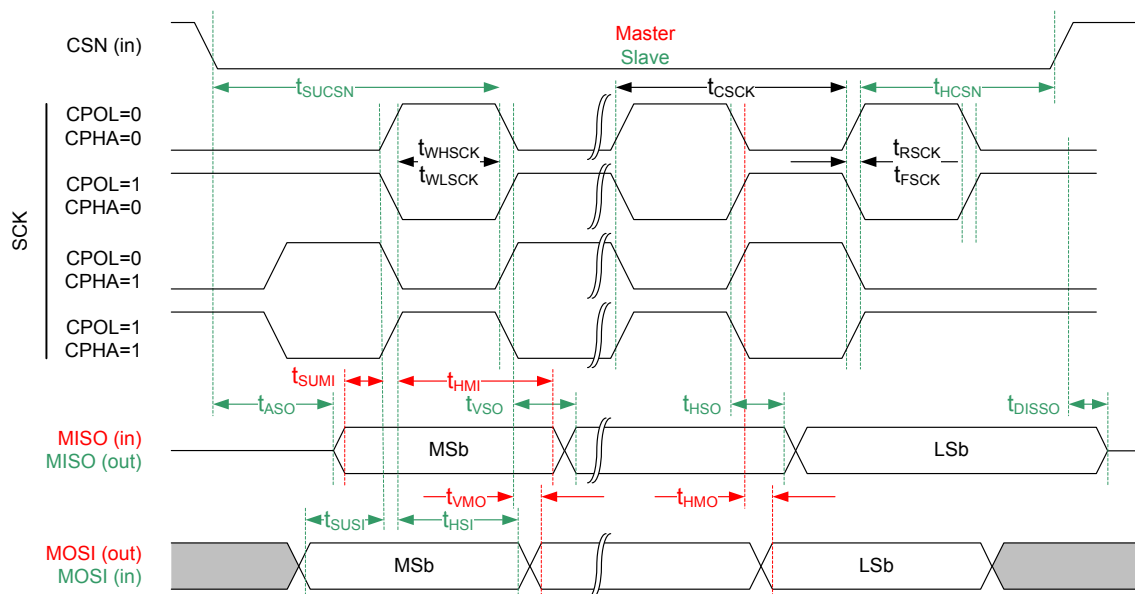 CSN (in)
Master
Slave
tSUCSN
tCSCK
tHCSN
SCK
CPOL=0
CPHA=0
tWHSCK
tWLSCK
tRSCK
tFSCK
CPOL=1
CPHA=0
CPOL=0
CPHA=1
CPOL=1
CPHA=1
tSUMI
tHMI
tASO
tVSO
tHSO
tDISSO
MISO (in)
MISO (out)
MSb
LSb
tVMO
tHMO
tSUSI
tHSI
MOSI (out)
MOSI (in)
MSb
LSb